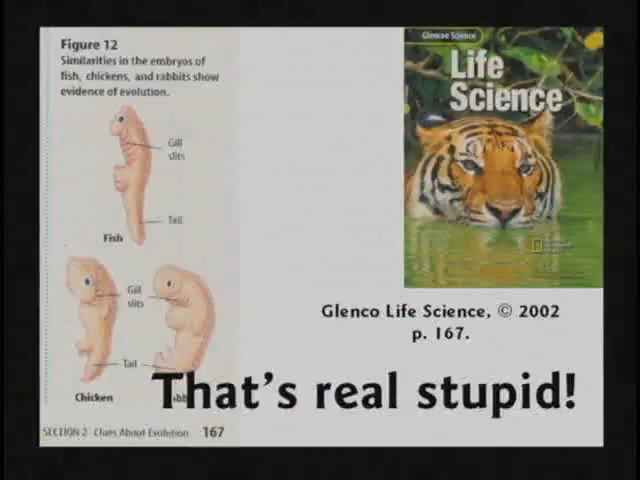 Figure 12
Similarities in the embryos of
fish, chickens, and rabbits show
evidence of evolution.
Gill
slits
Tail
Fish
Gill
slits
Tail
Chicken
SECTION 2 Clues About Evolution 167
Glencoe Science
Life
Science
Glenco Life Science, © 2002
p. 167.
That's real stupid!